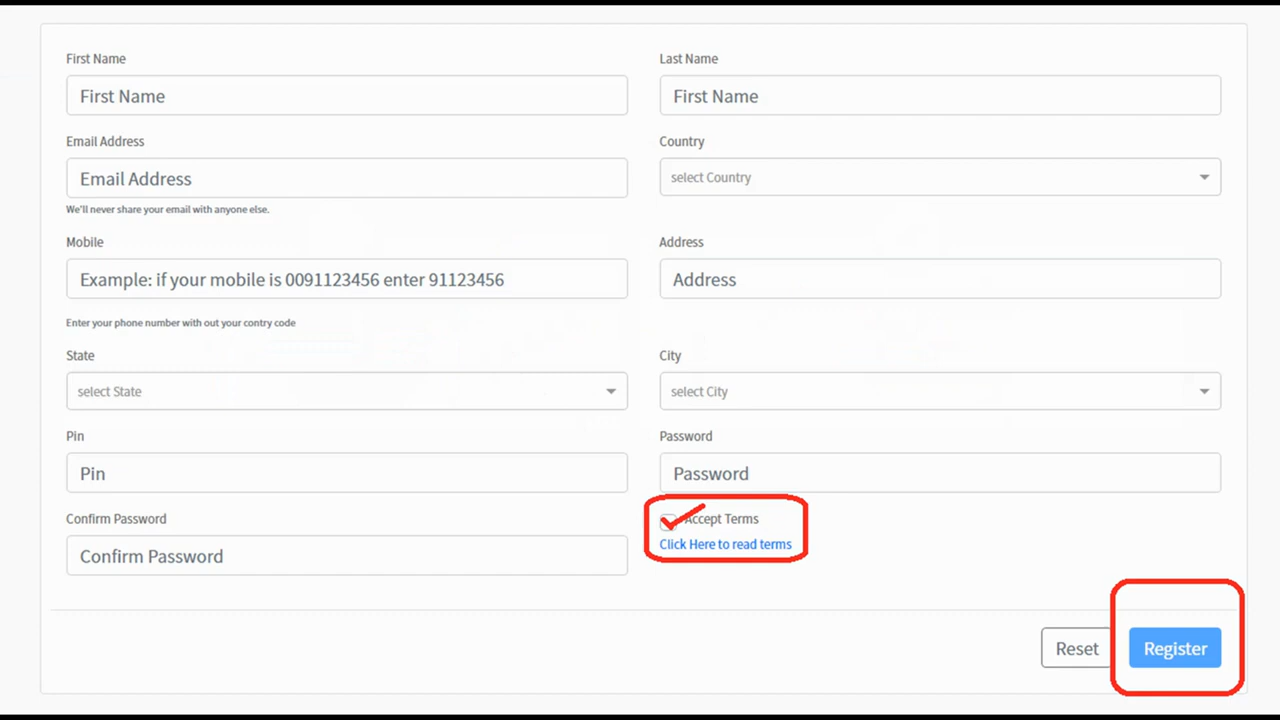 First Name
Last Name
First Name
First Name
Email Address
Country
Email Address
select Country
We'll never share your email with anyone else.
Mobile
Address
Example: if your mobile is 0091123456 enter 91123456
Address
Enter your phone number with out your contry code
State
City
select State
select City
Pin
Password
Pin
Password
Confirm Password
Accept Terms
Click Here to read terms
Confirm Password
Reset
Register